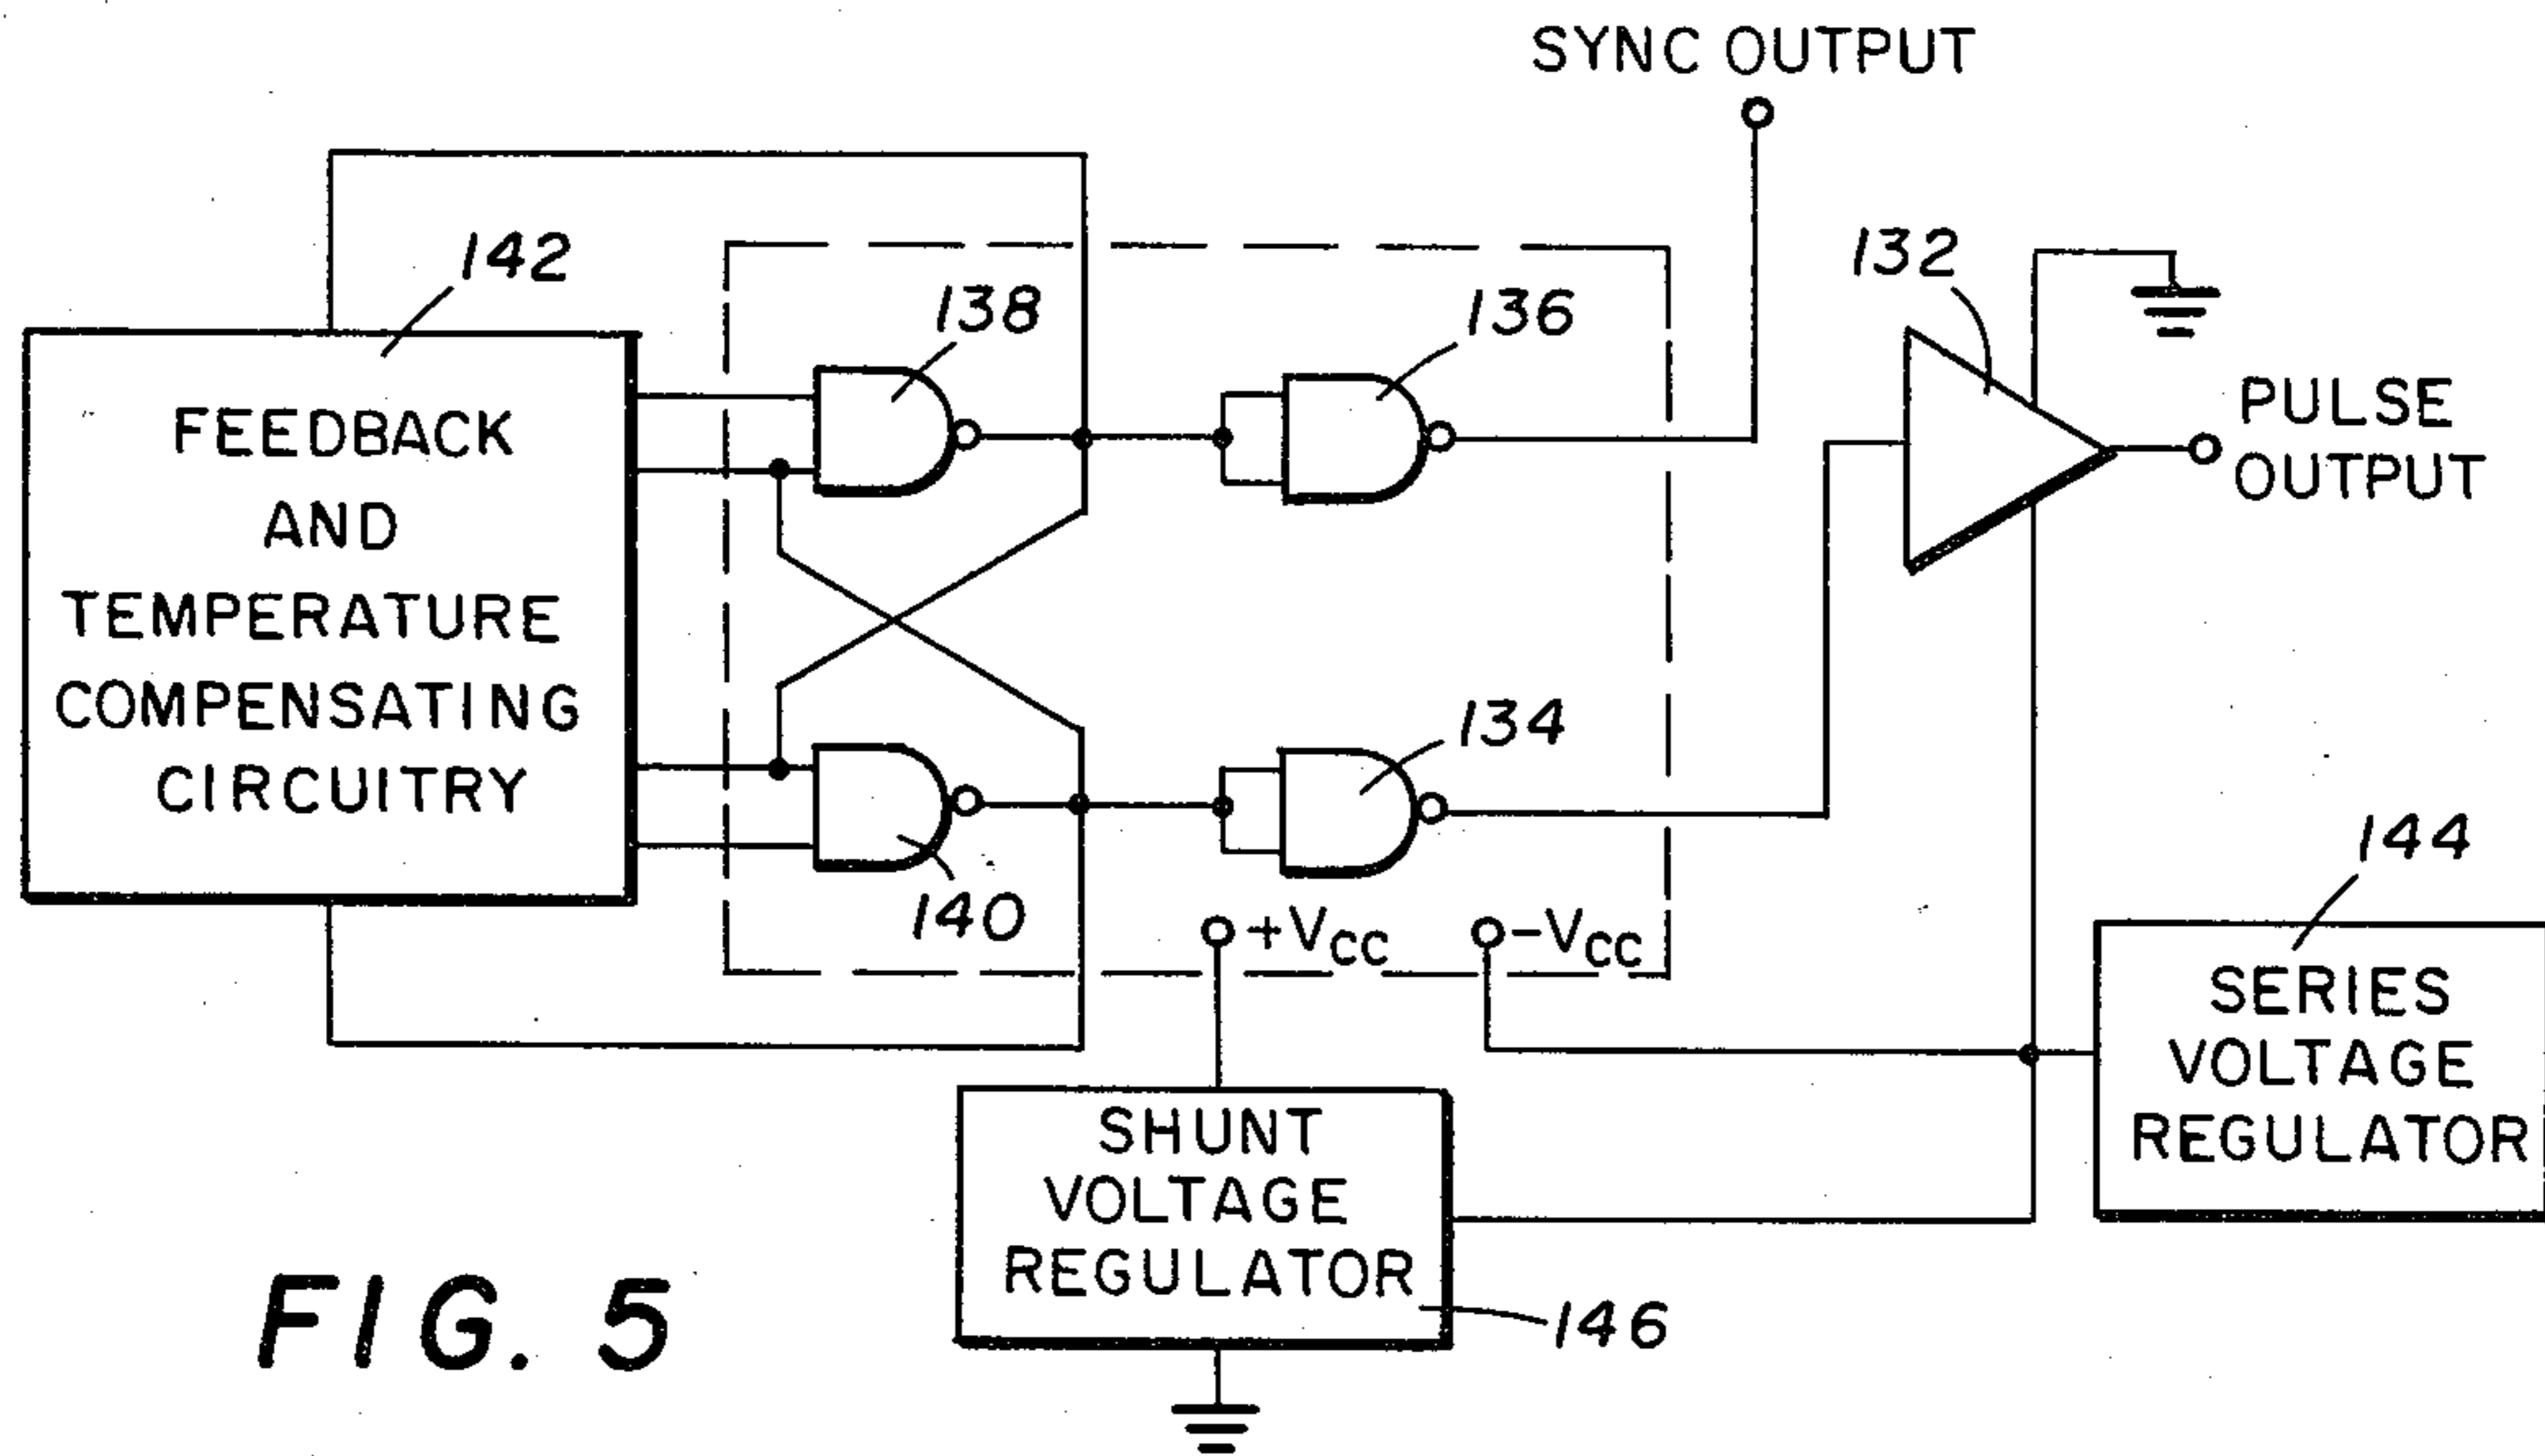 SYNC OUTPUT
142
138
136
132
FEEDBACK
AND
TEMPERATURE
COMPENSATING
CIRCUITRY
PULSE
OUTPUT
134
140
+VCC
-VCC
144
SERIES
VOLTAGE
REGULATOR
SHUNT
VOLTAGE
REGULATOR
146
FIG. 5